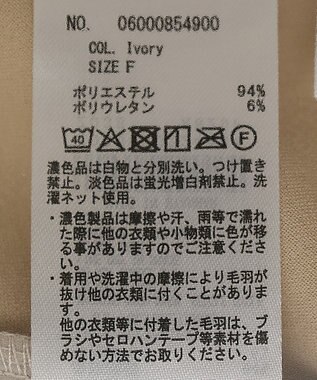 NO. 06000854900
COL. Ivory
SIZE F
ポリエステル 94%
ポリウレタン 6%
40 F
濃色品は白物と分別洗い。つけ置き
禁止。淡色品は蛍光増白剤禁止。洗
濯ネット使用。
・濃色製品は摩擦や汗、雨等で濡れ
た際に他の衣類や小物類に色が移
る事がありますのでご注意くださ
い。
・着用や洗濯中の摩擦により毛羽が
抜け他の衣類に付くことがありま
す。
他の衣類等に付着した毛羽は、ブ
ラシやセロハンテープ等素材を傷
めない方法でお取りください。